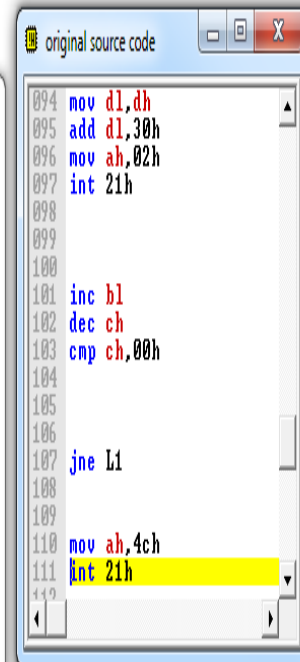 original source code
094 mov dl,dh
095 add dl,30h
096 mov ah,02h
097 int 21h
098
099
100
101 inc bl
102 dec ch
103 cmp ch,00h
104
105
106
107 jne L1
108
109
110 mov ah,4ch
111 int 21h
112